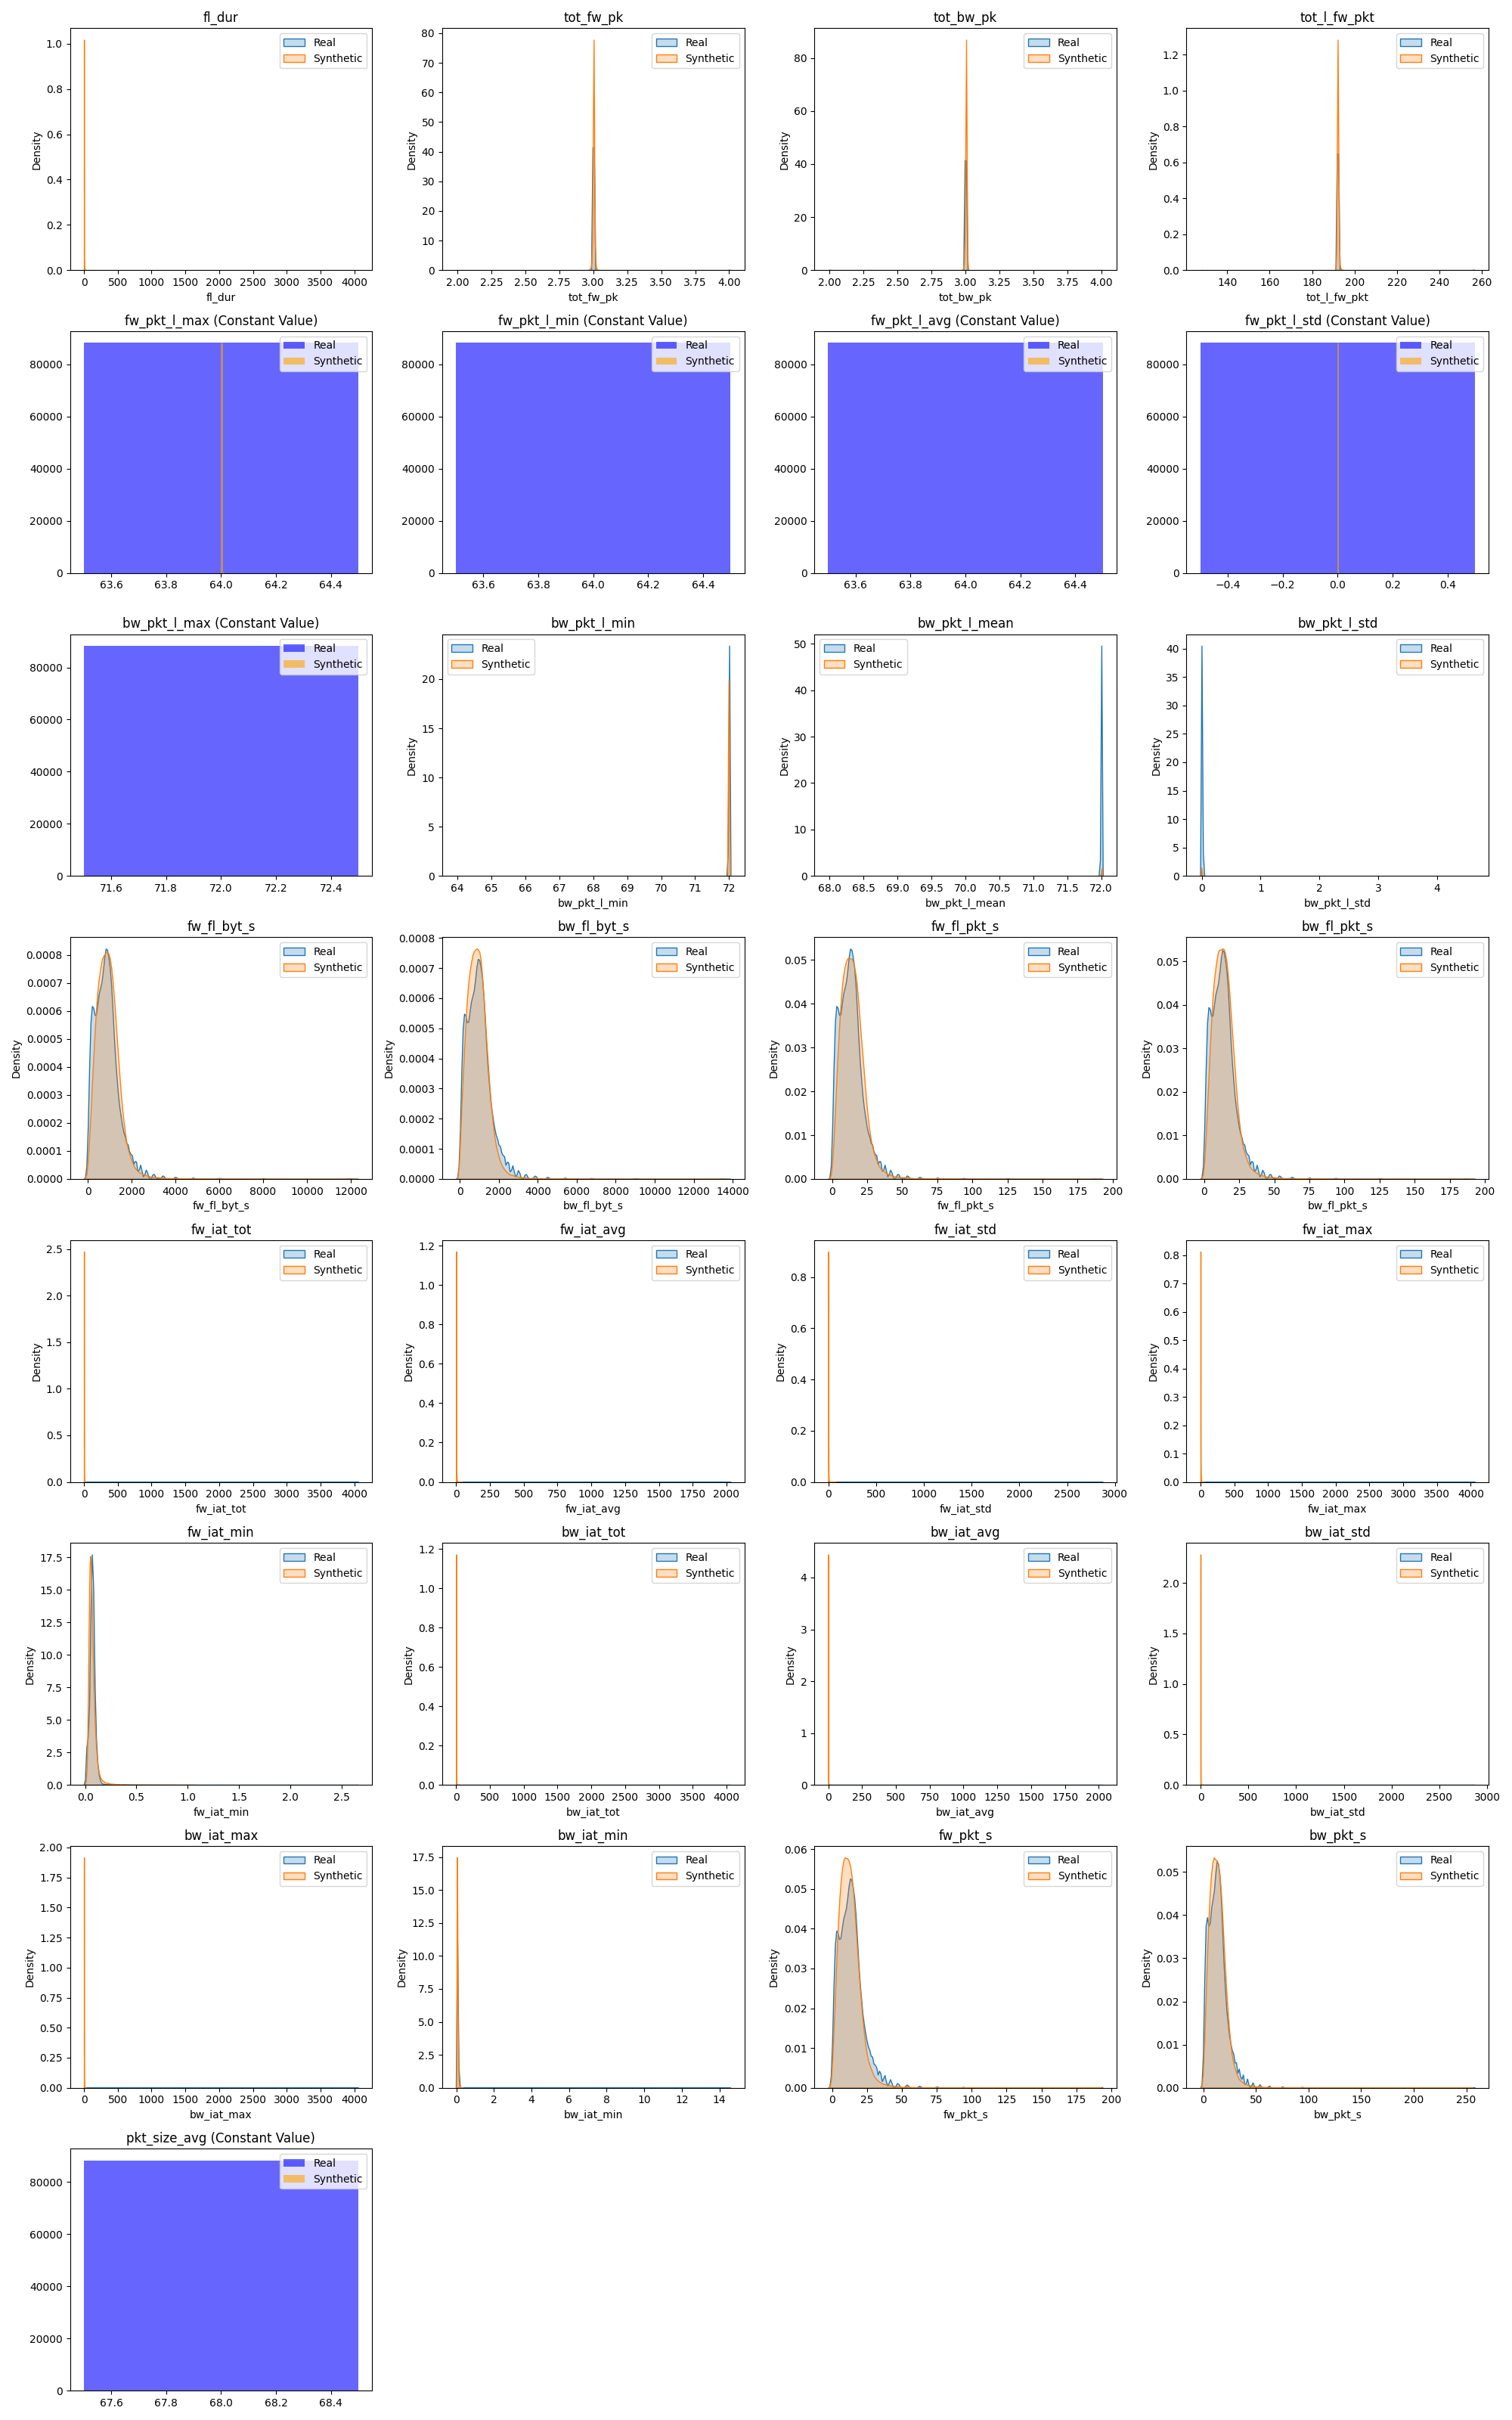 fl_dur
tot_fw_pk
tot_bw_pk
tot_l_fw_pkt
Real
Synthetic
Real
Synthetic
Real
Synthetic
Real
Synthetic
Density
Density
Density
Density
1.0
0.8
0.6
0.4
0.2
0.0
80
70
60
50
40
30
20
10
0
80
60
40
20
0
1.2
1.0
0.8
0.6
0.4
0.2
0.0
0 500 1000 1500 2000 2500 3000 3500 4000
2.00 2.25 2.50 2.75 3.00 3.25 3.50 3.75 4.00
2.00 2.25 2.50 2.75 3.00 3.25 3.50 3.75 4.00
140 160 180 200 220 240 260
fl_dur
tot_fw_pk
tot_bw_pk
tot_l_fw_pkt
fw_pkt_l_max (Constant Value)
fw_pkt_l_min (Constant Value)
fw_pkt_l_avg (Constant Value)
fw_pkt_l_std (Constant Value)
Real
Synthetic
Real
Synthetic
Real
Synthetic
Real
Synthetic
80000
60000
40000
20000
0
80000
60000
40000
20000
0
80000
60000
40000
20000
0
80000
60000
40000
20000
0
63.6 63.8 64.0 64.2 64.4
63.6 63.8 64.0 64.2 64.4
63.6 63.8 64.0 64.2 64.4
−0.4 −0.2 0.0 0.2 0.4
bw_pkt_l_max (Constant Value)
bw_pkt_l_min
bw_pkt_l_mean
bw_pkt_l_std
Real
Synthetic
Real
Synthetic
Real
Synthetic
Real
Synthetic
Density
Density
Density
80000
60000
40000
20000
0
20
15
10
5
0
50
40
30
20
10
0
40
35
30
25
20
15
10
5
0
71.6 71.8 72.0 72.2 72.4
64 65 66 67 68 69 70 71 72
68.0 68.5 69.0 69.5 70.0 70.5 71.0 71.5 72.0
0 1 2 3 4
bw_pkt_l_min
bw_pkt_l_mean
bw_pkt_l_std
fw_fl_byt_s
bw_fl_byt_s
fw_fl_pkt_s
bw_fl_pkt_s
Real
Synthetic
Real
Synthetic
Real
Synthetic
Real
Synthetic
Density
Density
Density
Density
0.0008
0.0007
0.0006
0.0005
0.0004
0.0003
0.0002
0.0001
0.0000
0.0008
0.0007
0.0006
0.0005
0.0004
0.0003
0.0002
0.0001
0.0000
0.05
0.04
0.03
0.02
0.01
0.00
0.05
0.04
0.03
0.02
0.01
0.00
0 2000 4000 6000 8000 10000 12000
0 2000 4000 6000 8000 10000 12000 14000
0 25 50 75 100 125 150 175 200
0 25 50 75 100 125 150 175 200
fw_fl_byt_s
bw_fl_byt_s
fw_fl_pkt_s
bw_fl_pkt_s
fw_iat_tot
fw_iat_avg
fw_iat_std
fw_iat_max
Real
Synthetic
Real
Synthetic
Real
Synthetic
Real
Synthetic
Density
Density
Density
Density
2.5
2.0
1.5
1.0
0.5
0.0
1.2
1.0
0.8
0.6
0.4
0.2
0.0
0.8
0.6
0.4
0.2
0.0
0.8
0.7
0.6
0.5
0.4
0.3
0.2
0.1
0.0
0 500 1000 1500 2000 2500 3000 3500 4000
0 250 500 750 1000 1250 1500 1750 2000
0 500 1000 1500 2000 2500 3000
0 500 1000 1500 2000 2500 3000 3500 4000
fw_iat_tot
fw_iat_avg
fw_iat_std
fw_iat_max
fw_iat_min
bw_iat_tot
bw_iat_avg
bw_iat_std
Real
Synthetic
Real
Synthetic
Real
Synthetic
Real
Synthetic
Density
Density
Density
Density
17.5
15.0
12.5
10.0
7.5
5.0
2.5
0.0
1.2
1.0
0.8
0.6
0.4
0.2
0.0
4
3
2
1
0
2.0
1.5
1.0
0.5
0.0
0.0 0.5 1.0 1.5 2.0 2.5
0 500 1000 1500 2000 2500 3000 3500 4000
0 250 500 750 1000 1250 1500 1750 2000
0 500 1000 1500 2000 2500 3000
fw_iat_min
bw_iat_tot
bw_iat_avg
bw_iat_std
bw_iat_max
bw_iat_min
fw_pkt_s
bw_pkt_s
Real
Synthetic
Real
Synthetic
Real
Synthetic
Real
Synthetic
Density
Density
Density
Density
2.00
1.75
1.50
1.25
1.00
0.75
0.50
0.25
0.00
17.5
15.0
12.5
10.0
7.5
5.0
2.5
0.0
0.06
0.05
0.04
0.03
0.02
0.01
0.00
0.05
0.04
0.03
0.02
0.01
0.00
0 500 1000 1500 2000 2500 3000 3500 4000
0 2 4 6 8 10 12 14
0 25 50 75 100 125 150 175 200
0 50 100 150 200 250
bw_iat_max
bw_iat_min
fw_pkt_s
bw_pkt_s
pkt_size_avg (Constant Value)
Real
Synthetic
80000
60000
40000
20000
0
67.6 67.8 68.0 68.2 68.4